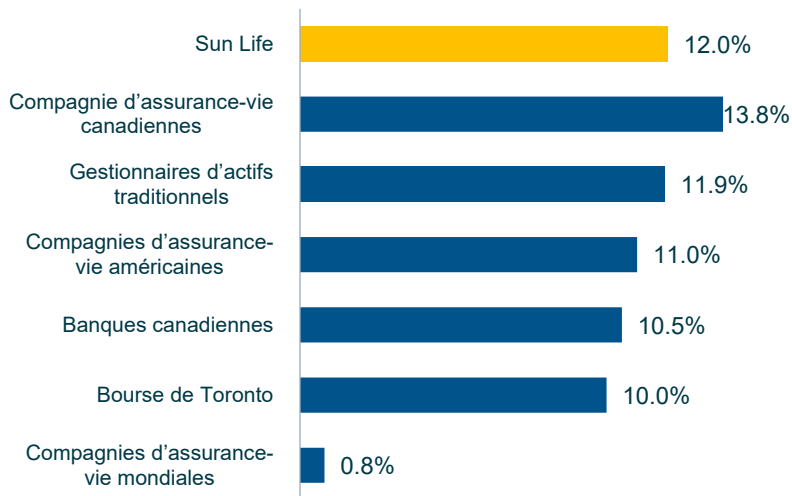 Sun Life
12.0%
Compagnie d’assurance-vie
canadiennes
13.8%
Gestionnaires d’actifs
traditionnels
11.9%
Compagnies d’assurance-
vie américaines
11.0%
Banques canadiennes
10.5%
Bourse de Toronto
10.0%
Compagnies d’assurance-
vie mondiales
0.8%